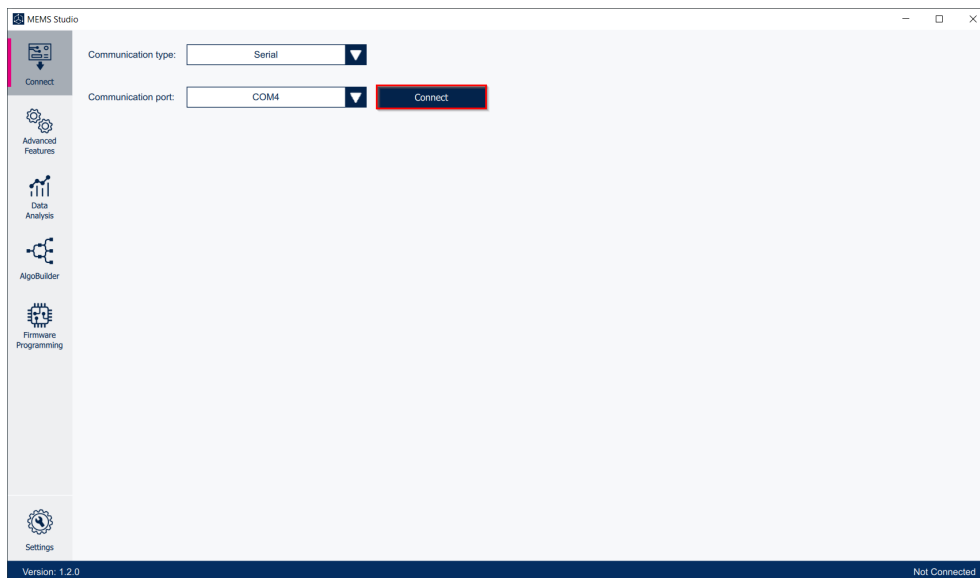 MEMS Studio
Connect
Communication type:
Serial
Communication port:
COM4
Connect
Advanced
Features
Data
Analysis
AlgoBuilder
Firmware
Programming
Settings
Version: 1.2.0
Not Connected